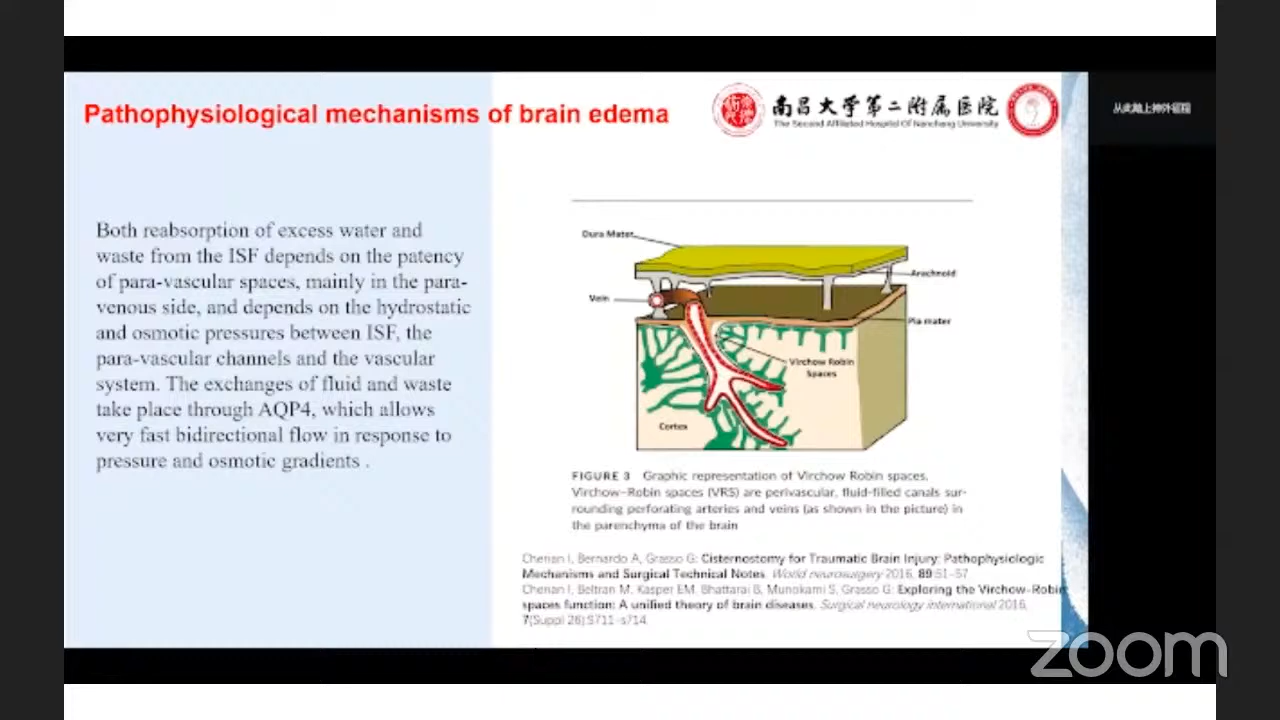 Pathophysiological mechanisms of brain edema
南昌大学第二附属医院
The Second Affiliated Hospital Of Nanchang University
Both reabsorption of excess water and
waste from the ISF depends on the patency
of para-vascular spaces, mainly in the para-
venous side, and depends on the hydrostatic
and osmotic pressures between ISF, the
para-vascular channels and the vascular
system. The exchanges of fluid and waste
take place through AQP4, which allows
very fast bidirectional flow in response to
pressure and osmotic gradients .
Dura Mater
Arachnoid
Vein
Pia mater
Virchow Robin
Spaces
Cortex
FIGURE 3 Graphic representation of Virchow Robin spaces.
Virchow–Robin spaces (VRS) are perivascular, fluid-filled canals sur-
rounding perforating arteries and veins (as shown in the picture) in
the parenchyma of the brain
Cherian I, Bernardo A, Grasso G: Cisternostomy for Traumatic Brain Injury: Pathophysiologic
Mechanisms and Surgical Technical Notes. World neurosurgery 2016, 89:51-57
Cherian I, Beltran M, Kasper EM, Bhattarai B, Munokami S, Grasso G: Exploring the Virchow-Robin
spaces function: A unified theory of brain diseases. Surgical neurology international 2016,
7(Suppl 26):S711-s714.
zoom